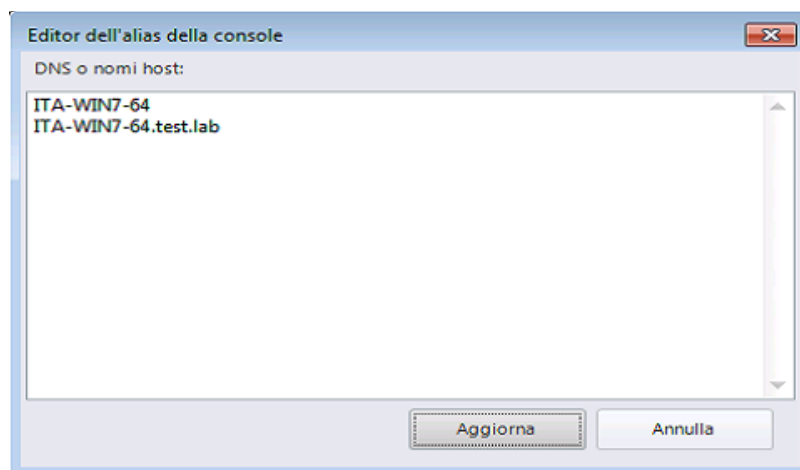 Editor dell'alias della console
DNS o nomi host:
ITA-WIN7-64
ITA-WIN7-64.test.lab
Aggiorna
Annulla